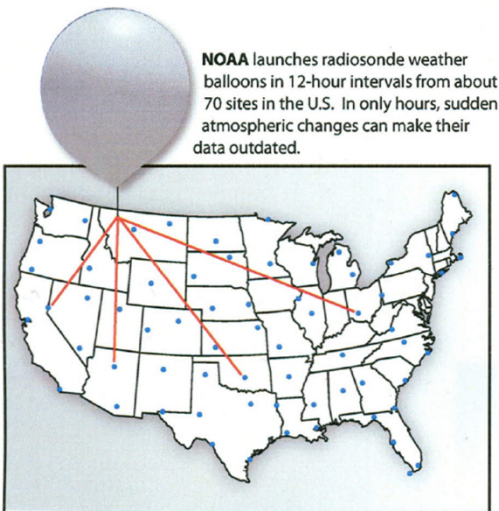 NOAA launches radiosonde weather
balloons in 12-hour intervals from about
70 sites in the U.S. In only hours, sudden
atmospheric changes can make their
data outdated.